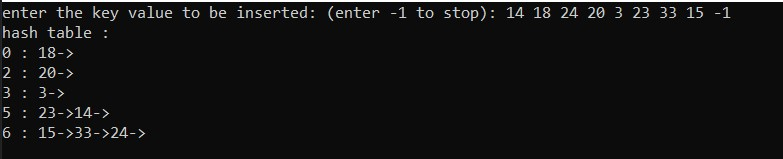 enter the key value to be inserted: (enter -1 to stop): 14 18 24 20 3 23 33 15 -1
hash table :
0 : 18->
2 : 20->
3 : 3->
5 : 23->14->
6 : 15->33->24->